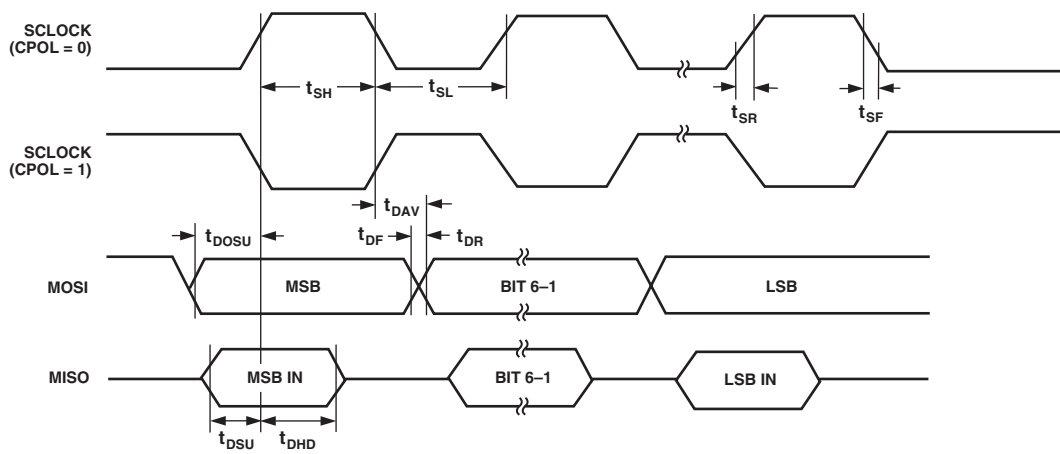 SCLOCK
(CPOL = 0)
tSH
tSL
tSR
tSF
SCLOCK
(CPOL = 1)
tDAV
tDOSU
tDF
tDR
MOSI
MSB
BIT 6–1
LSB
MISO
MSB IN
BIT 6–1
LSB IN
tDSU
tDHD